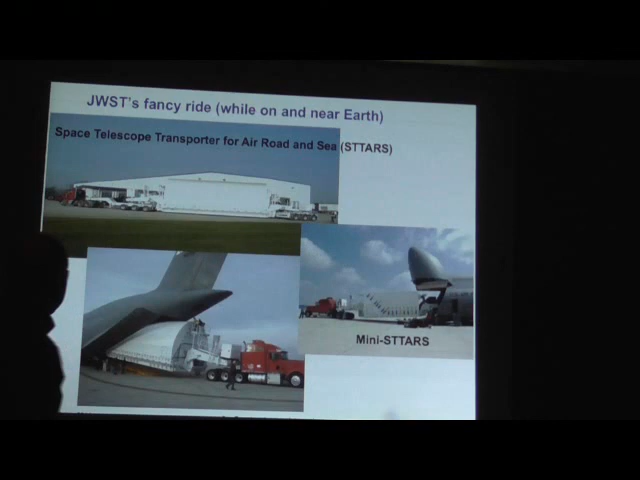 JWST's fancy ride (while on and near Earth)
Space Telescope Transporter for Air Road and Sea (STTARS)
Mini-STTARS